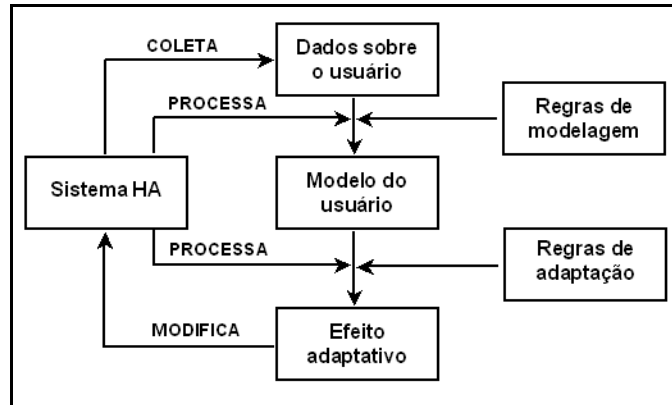 COLETA
Dados sobre
o usuário
PROCESSA
Regras de
modelagem
Sistema HA
Modelo do
usuário
PROCESSA
Regras de
adaptação
MODIFICA
Efeito
adaptativo